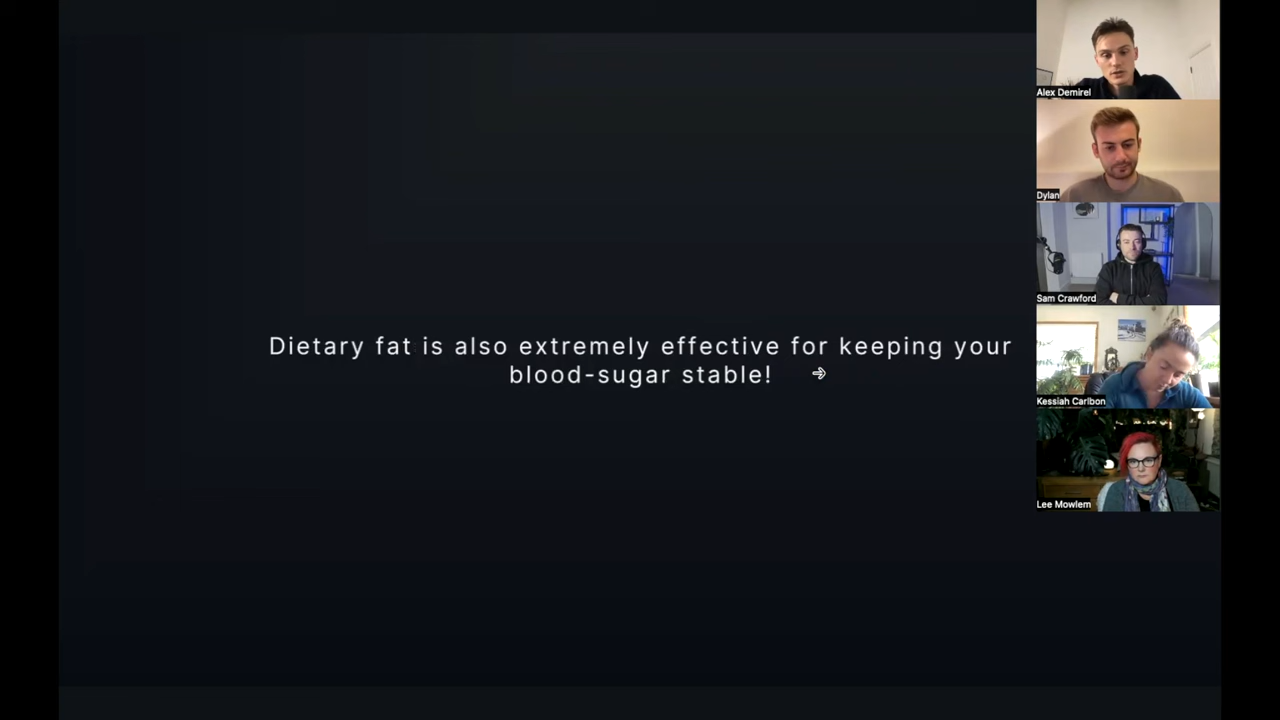 Dietary fat is also extremely effective for keeping your
blood-sugar stable!
Alex Demirel
Dylan
Sam Crawford
Kessiah Carlbon
Lee Mowlem